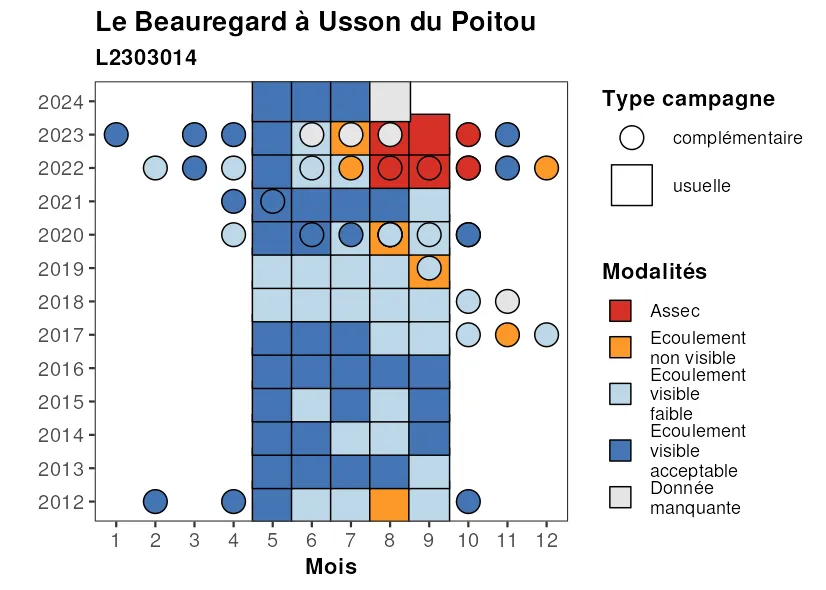 Le Beauregard à Usson du Poitou
L2303014
2024
2023
2022
2021
2020
2019
2018
2017
2016
2015
2014
2013
2012
1 2 3 4 5 6 7 8 9 10 11 12
Mois
Type campagne
complémentaire
usuelle
Modalités
Assec
Ecoulement
non visible
Ecoulement
visible
faible
Ecoulement
visible
acceptable
Donnée
manquante